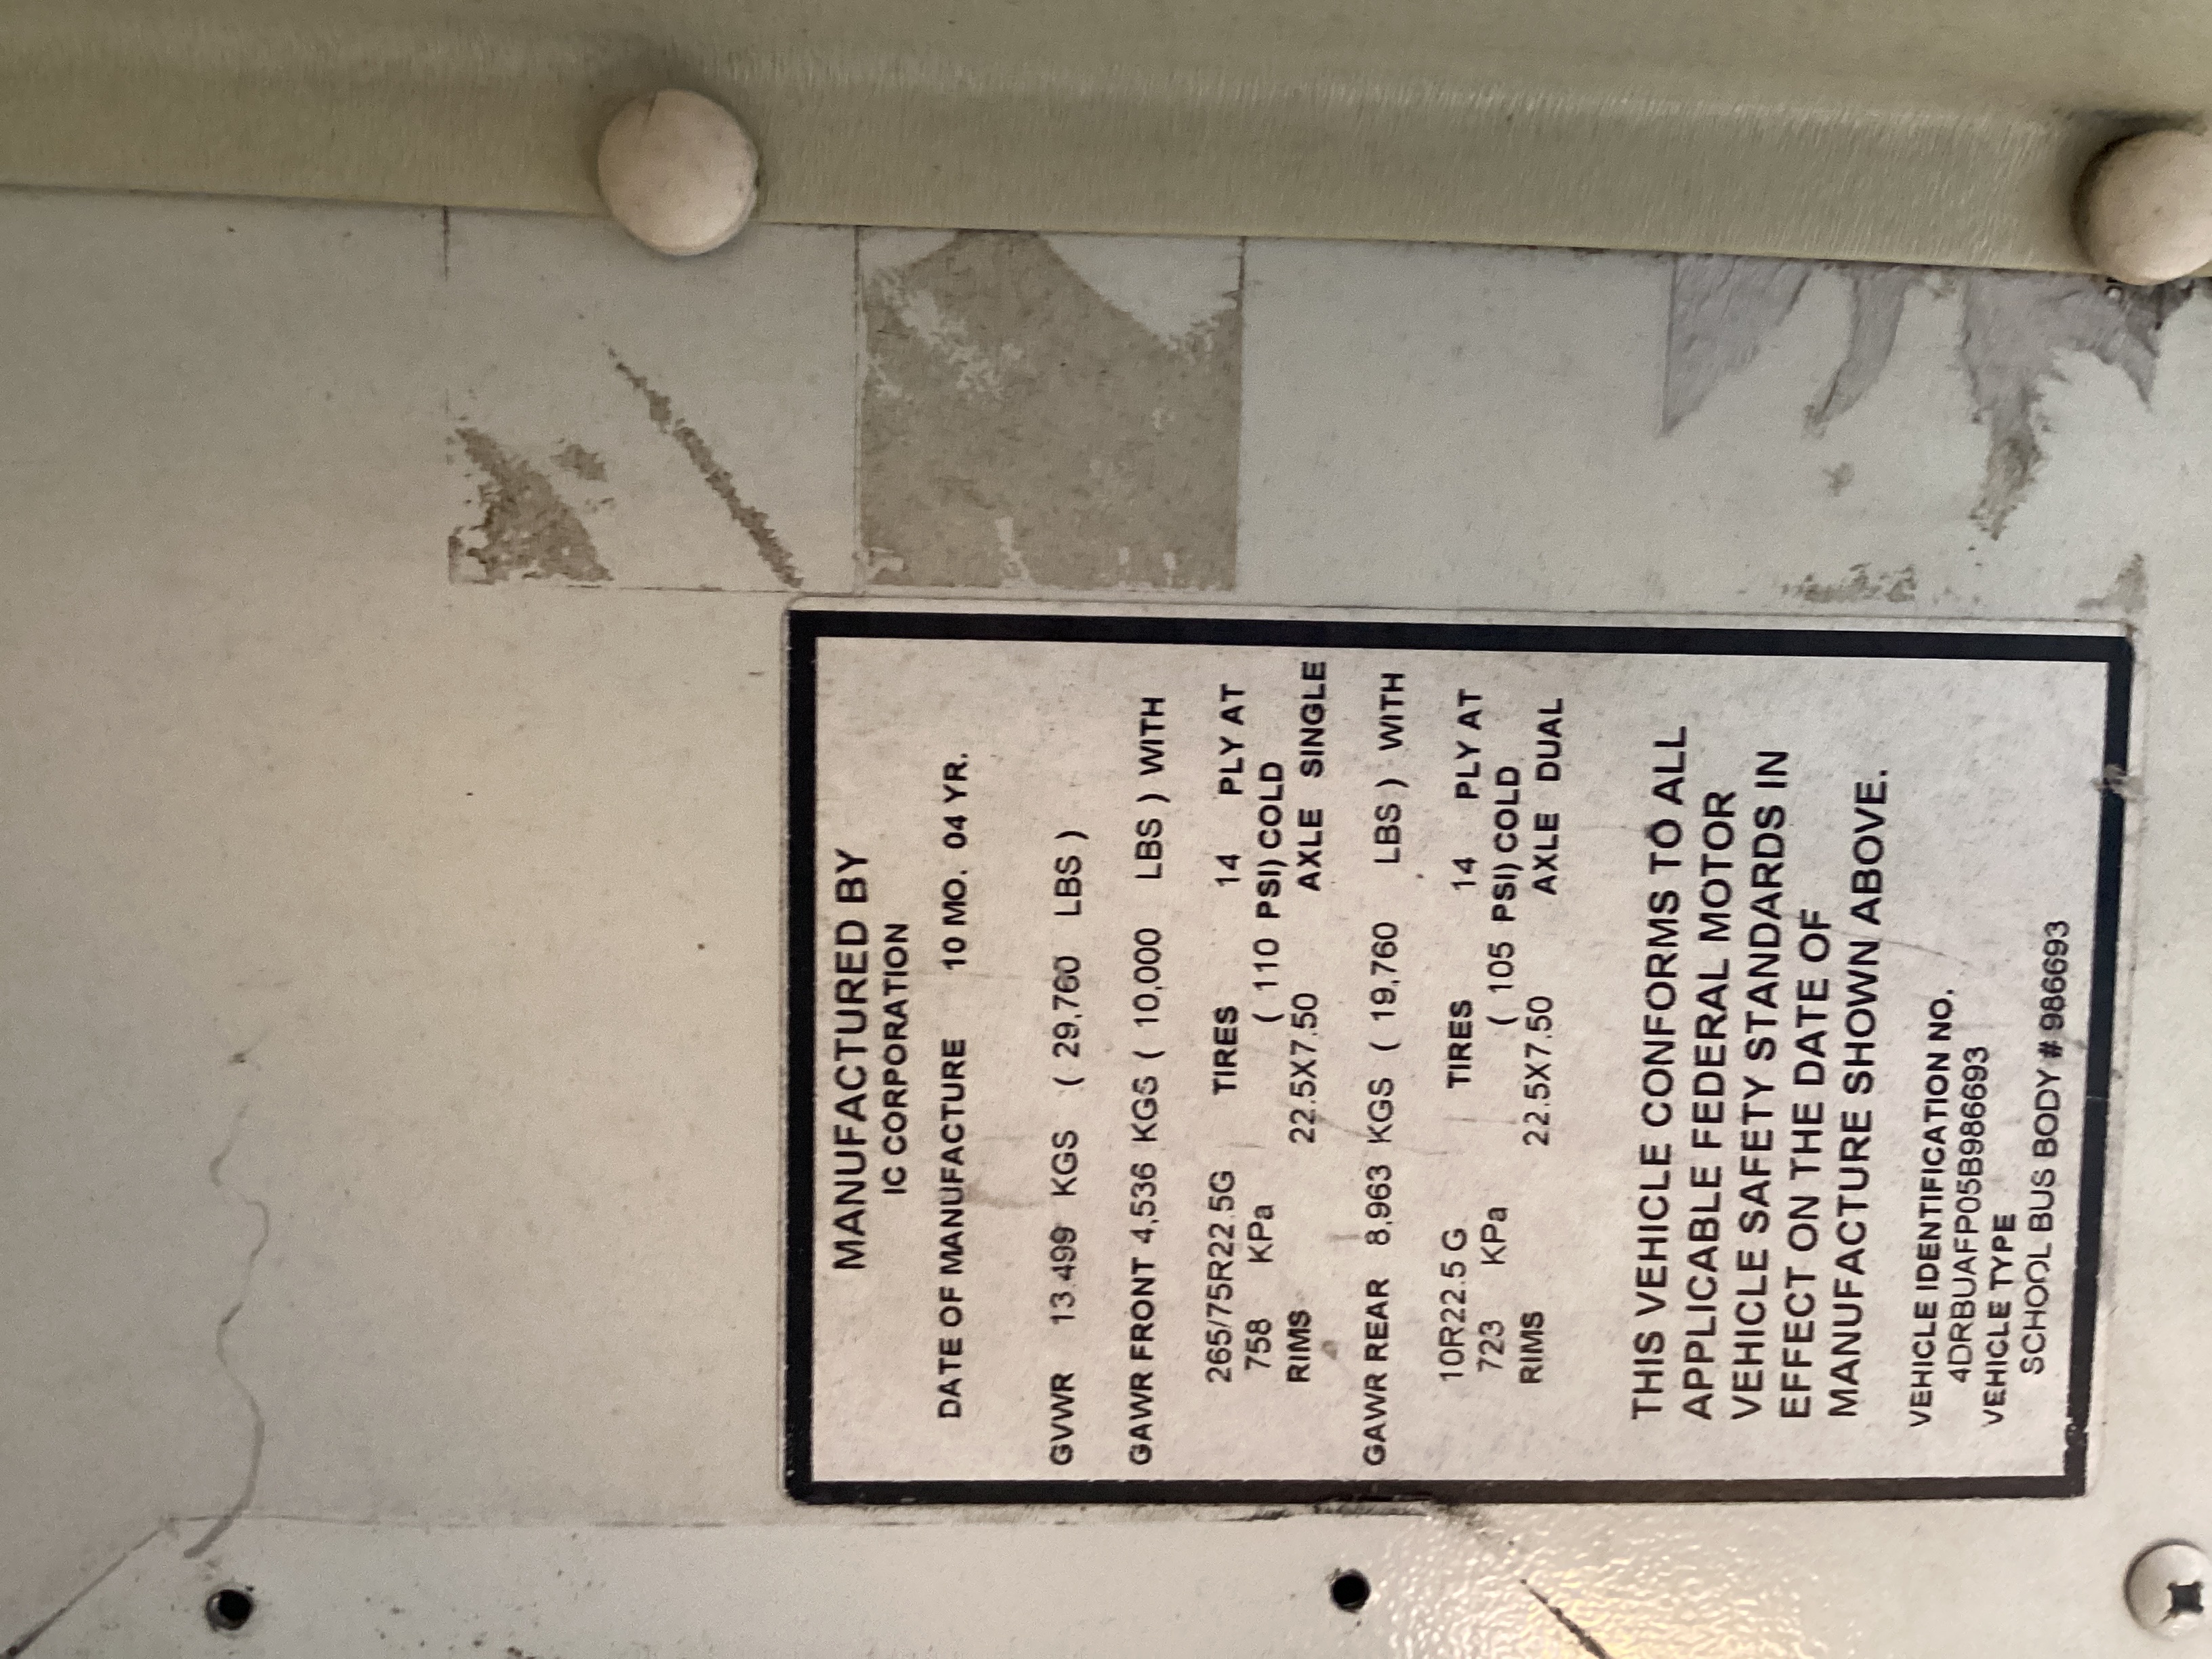 MANUFACTURED BY
IC CORPORATION
DATE OF MANUFACTURE 10 MO. 04 YR.
GVWR 13,499 KGS ( 29,760 LBS )
GAWR FRONT 4,536 KGS ( 10,000 LBS ) WITH
265/75R22.5G TIRES 14 PLY AT
758 KPa ( 110 PSI) COLD
RIMS 22.5X7.50 AXLE SINGLE
GAWR REAR 8,963 KGS ( 19,760 LBS ) WITH
10R22.5 G TIRES 14 PLY AT
723 KPa ( 105 PSI) COLD
RIMS 22.5X7.50 AXLE DUAL
THIS VEHICLE CONFORMS TO ALL
APPLICABLE FEDERAL MOTOR
VEHICLE SAFETY STANDARDS IN
EFFECT ON THE DATE OF
MANUFACTURE SHOWN ABOVE.
VEHICLE IDENTIFICATION NO.
4DRBUAFP05B986693
VEHICLE TYPE
SCHOOL BUS BODY # 986693